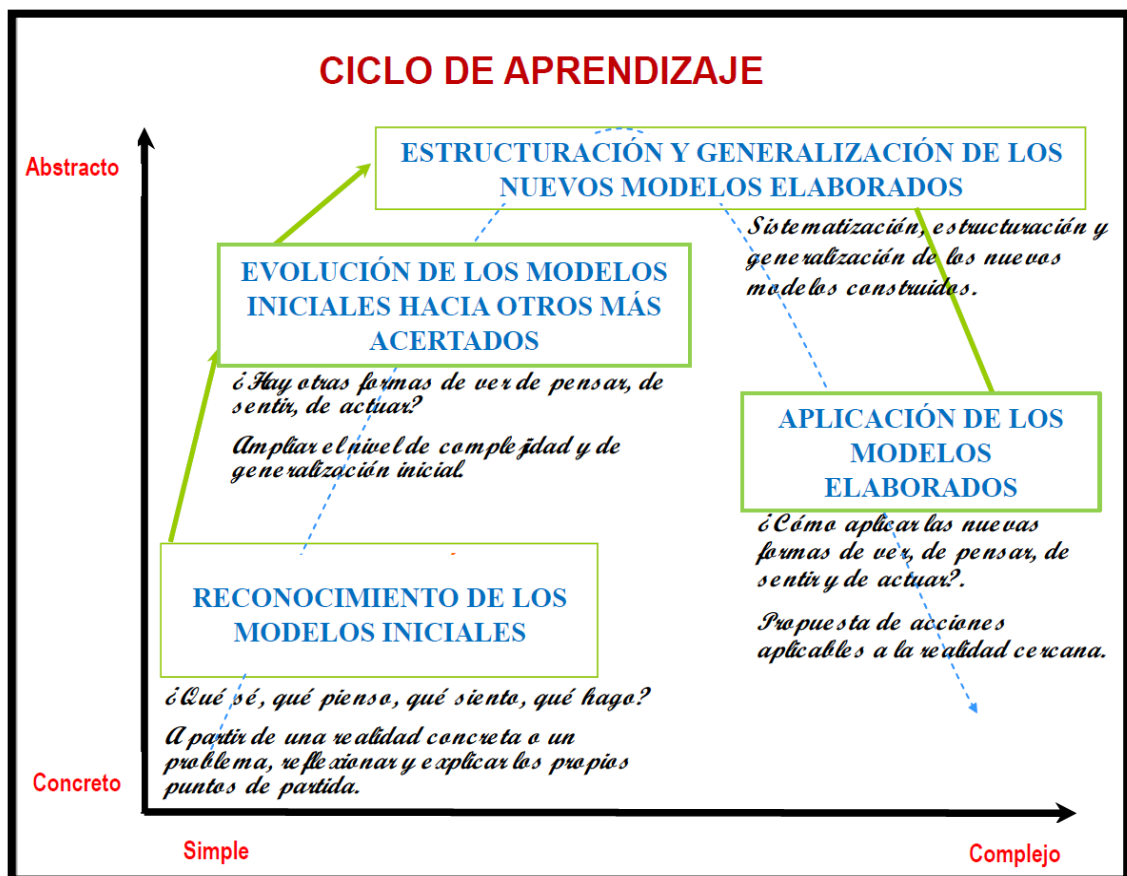 CICLO DE APRENDIZAJE
Abstracto
ESTRUCTURACIÓN Y GENERALIZACIÓN DE LOS
NUEVOS MODELOS ELABORADOS
Sistematización, estructuración y
generalización de los nuevos
modelos construidos.
EVOLUCIÓN DE LOS MODELOS
INICIALES HACIA OTROS MÁS
ACERTADOS
¿Hay otras formas de ver de pensar, de
sentir, de actuar?
Ampliar el nivel de complejidad y de
generalización inicial.
APLICACIÓN DE LOS
MODELOS
ELABORADOS
¿Cómo aplicar las nuevas
formas de ver, de pensar, de
sentir y de actuar?.
Propuesta de acciones
aplicables a la realidad cercana.
RECONOCIMIENTO DE LOS
MODELOS INICIALES
¿Qué sé, qué pienso, qué siento, qué hago?
A partir de una realidad concreta o un
problema, reflexionar y explicar los propios
puntos de partida.
Concreto
Simple
Complejo